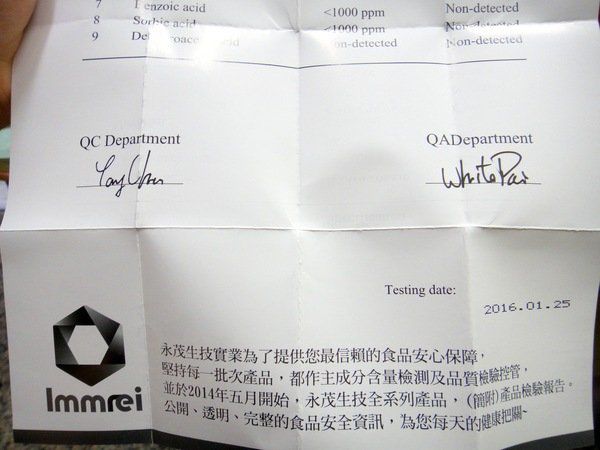 7 Benzoic acid <1000 ppm Non-detected
8 Sorbic acid <1000 ppm Non-detected
9 Non-detected Non-detected
QC Department QADepartment
White Pai
Testing date: 2016.01.25
永茂生技實業為了提供您最信賴的食品安心保障，
堅持每一批次產品，都作主成分含量檢測及品質檢驗控管，
並於2014年五月開始，永茂生技全系列產品，(簡附)產品檢驗報告。
公開、透明、完整的食品安全資訊，為您每天的健康把關、
Immrei